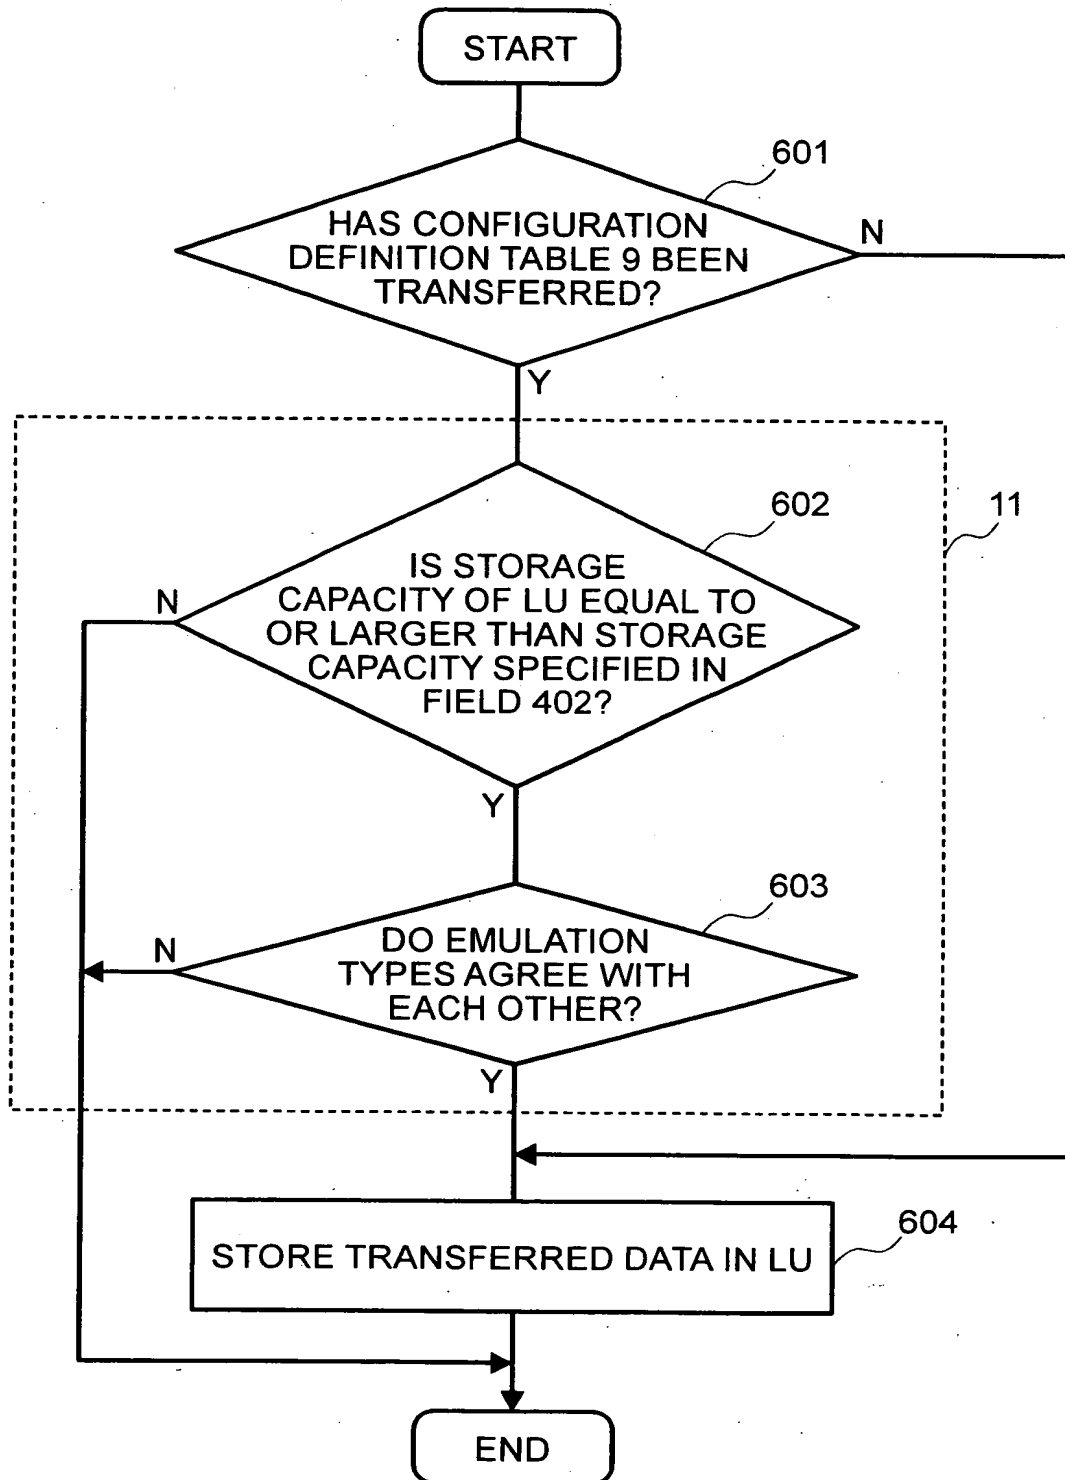 START
601
HAS CONFIGURATION
DEFINITION TABLE 9 BEEN
TRANSFERRED?
N
Y
11
602
IS STORAGE
CAPACITY OF LU EQUAL TO
OR LARGER THAN STORAGE
CAPACITY SPECIFIED IN
FIELD 402?
N
Y
603
DO EMULATION
TYPES AGREE WITH
EACH OTHER?
N
Y
604
STORE TRANSFERRED DATA IN LU
END